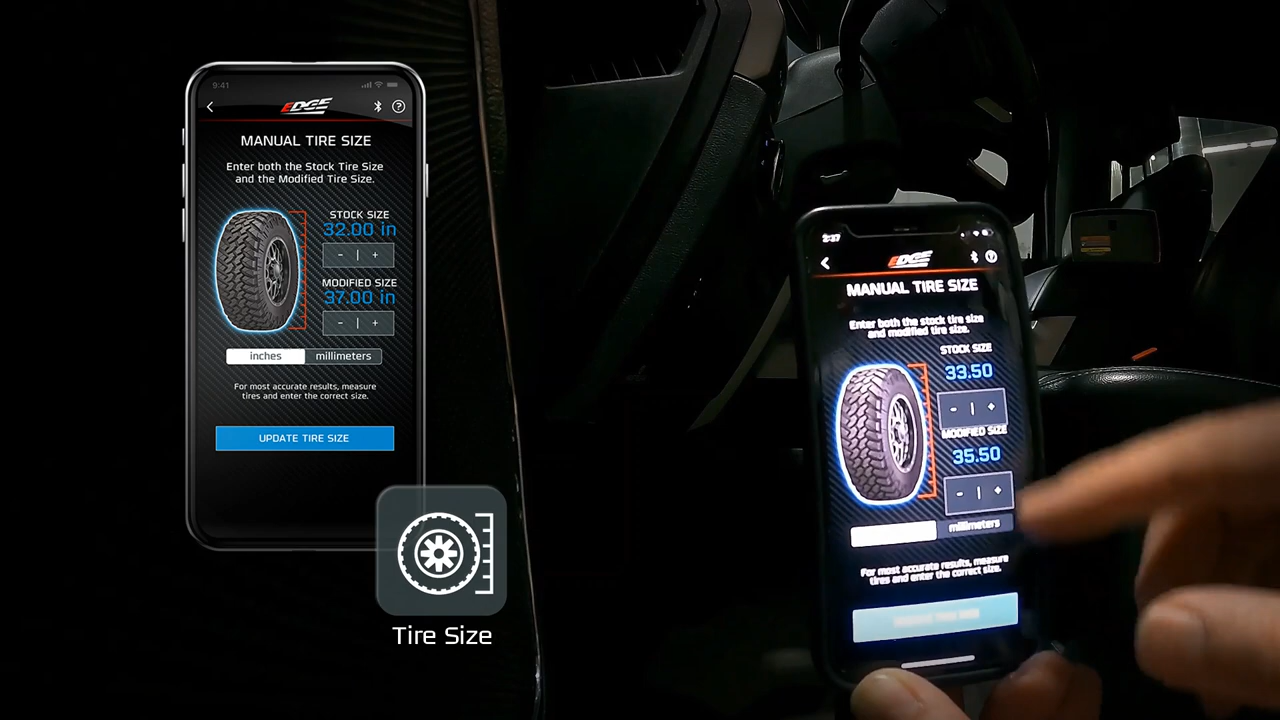 9:41
EDGE
MANUAL TIRE SIZE
Enter both the Stock Tire Size
and the Modified Tire Size.
STOCK SIZE
32.00 in
- | +
MODIFIED SIZE
37.00 in
- | +
inches millimeters
For most accurate results, measure
tires and enter the correct size.
UPDATE TIRE SIZE
Tire Size
EDGE
MANUAL TIRE SIZE
Enter both the stock tire size
and modified tire size.
STOCK SIZE
33.50
- | +
MODIFIED SIZE
35.50
- | +
millimeters
For most accurate results, measure
tires and enter the correct size.